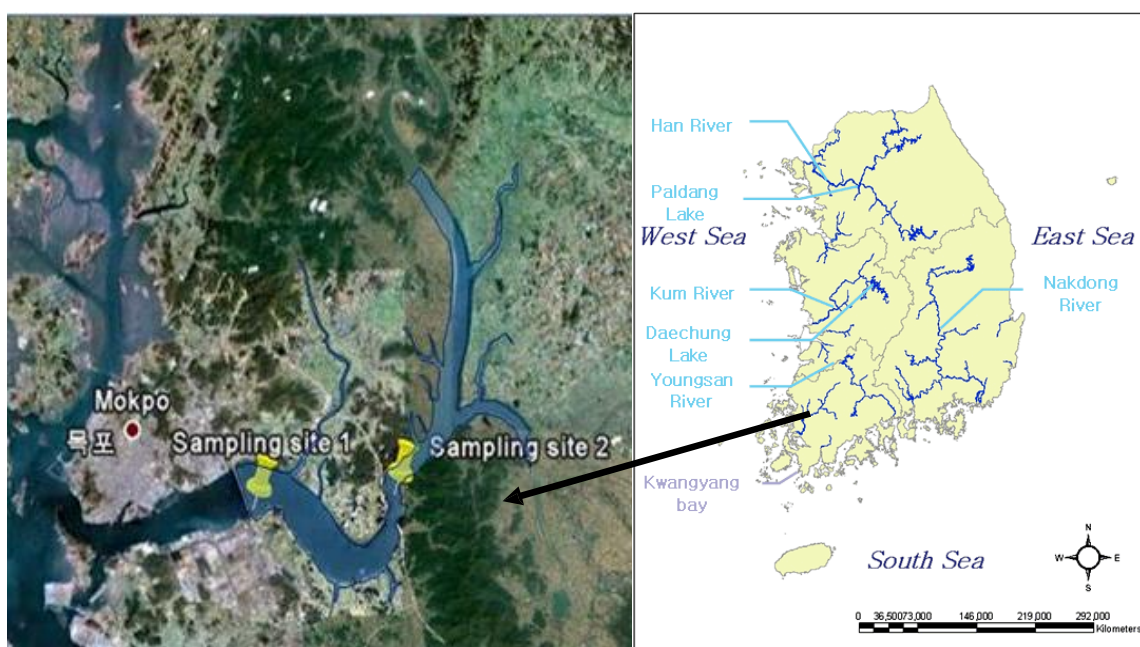 Mokpo
목포
Sampling site 1
Sampling site 2
Han River
Paldang
Lake
West Sea
East Sea
Kum River
Nakdong
River
Daechung
Lake
Youngsan
River
Kwangyang
bay
South Sea
N
W
E
S
0 36,50073,000 146,000 219,000 292,000
Kilometers